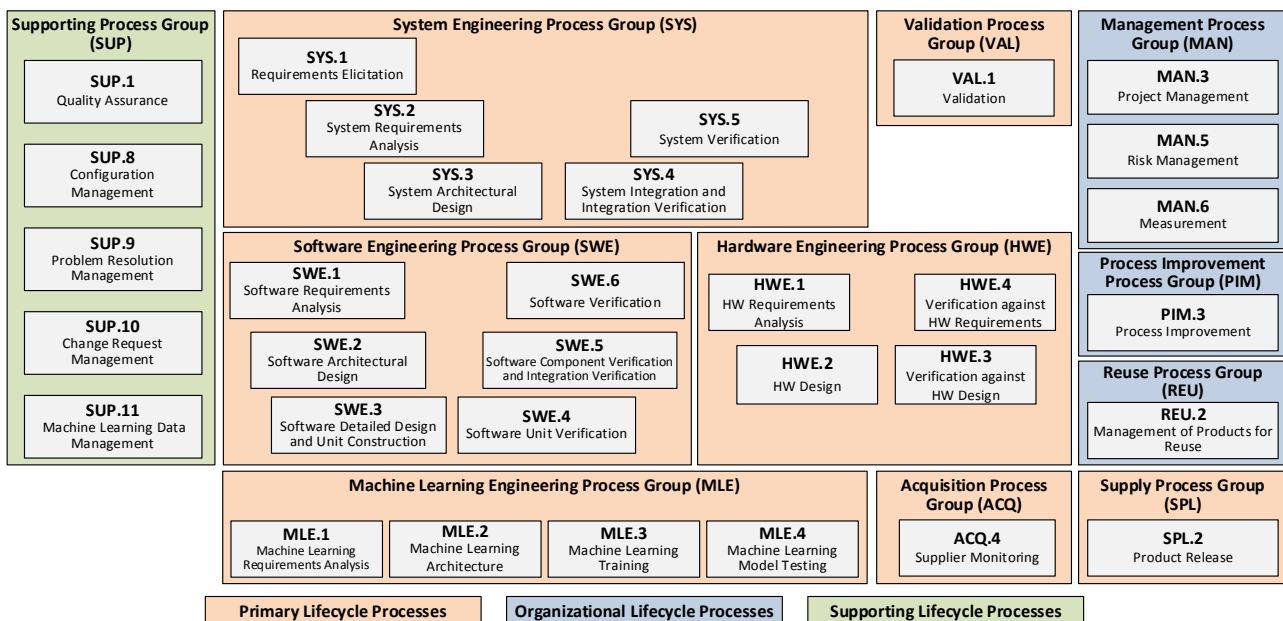 Supporting Process Group
(SUP)
SUP.1
Quality Assurance
SUP.8
Configuration
Management
SUP.9
Problem Resolution
Management
SUP.10
Change Request
Management
SUP.11
Machine Learning Data
Management
System Engineering Process Group (SYS)
SYS.1
Requirements Elicitation
SYS.2
System Requirements
Analysis
SYS.3
System Architectural
Design
SYS.5
System Verification
SYS.4
System Integration and
Integration Verification
Validation Process
Group (VAL)
VAL.1
Validation
Management Process
Group (MAN)
MAN.3
Project Management
MAN.5
Risk Management
MAN.6
Measurement
Software Engineering Process Group (SWE)
SWE.1
Software Requirements
Analysis
SWE.2
Software Architectural
Design
SWE.3
Software Detailed Design
and Unit Construction
SWE.6
Software Verification
SWE.5
Software Component Verification
and Integration Verification
SWE.4
Software Unit Verification
Hardware Engineering Process Group (HWE)
HWE.1
HW Requirements
Analysis
HWE.2
HW Design
HWE.4
Verification against
HW Requirements
HWE.3
Verification against
HW Design
Process Improvement
Process Group (PIM)
PIM.3
Process Improvement
Reuse Process Group
(REU)
REU.2
Management of Products for
Reuse
Machine Learning Engineering Process Group (MLE)
MLE.1
Machine Learning
Requirements Analysis
MLE.2
Machine Learning
Architecture
MLE.3
Machine Learning
Training
MLE.4
Machine Learning
Model Testing
Acquisition Process
Group (ACQ)
ACQ.4
Supplier Monitoring
Supply Process Group
(SPL)
SPL.2
Product Release
Primary Lifecycle Processes
Organizational Lifecycle Processes
Supporting Lifecycle Processes